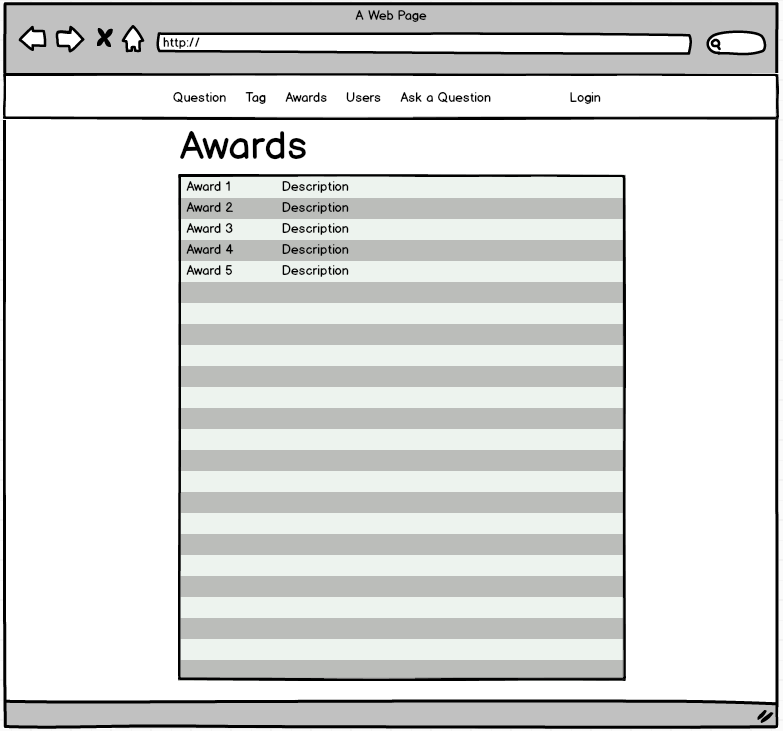 A Web Page
http://
Question Tag Awards Users Ask a Question Login
Awards
Award 1 Description
Award 2 Description
Award 3 Description
Award 4 Description
Award 5 Description